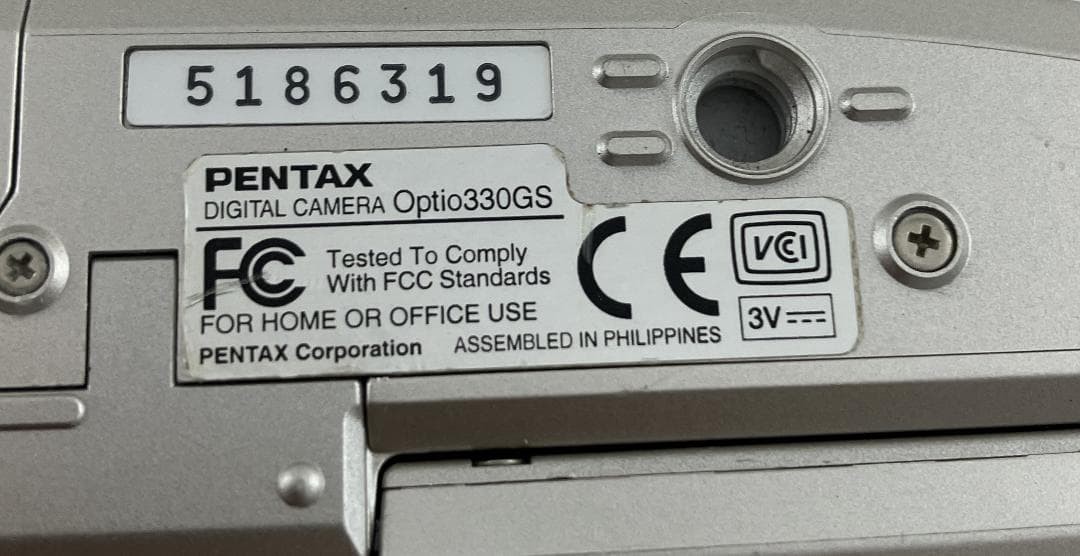 5186319
PENTAX
DIGITAL CAMERA Optio330GS
FC Tested To Comply
With FCC Standards
FOR HOME OR OFFICE USE
PENTAX Corporation ASSEMBLED IN PHILIPPINES
CE
VCI
3V